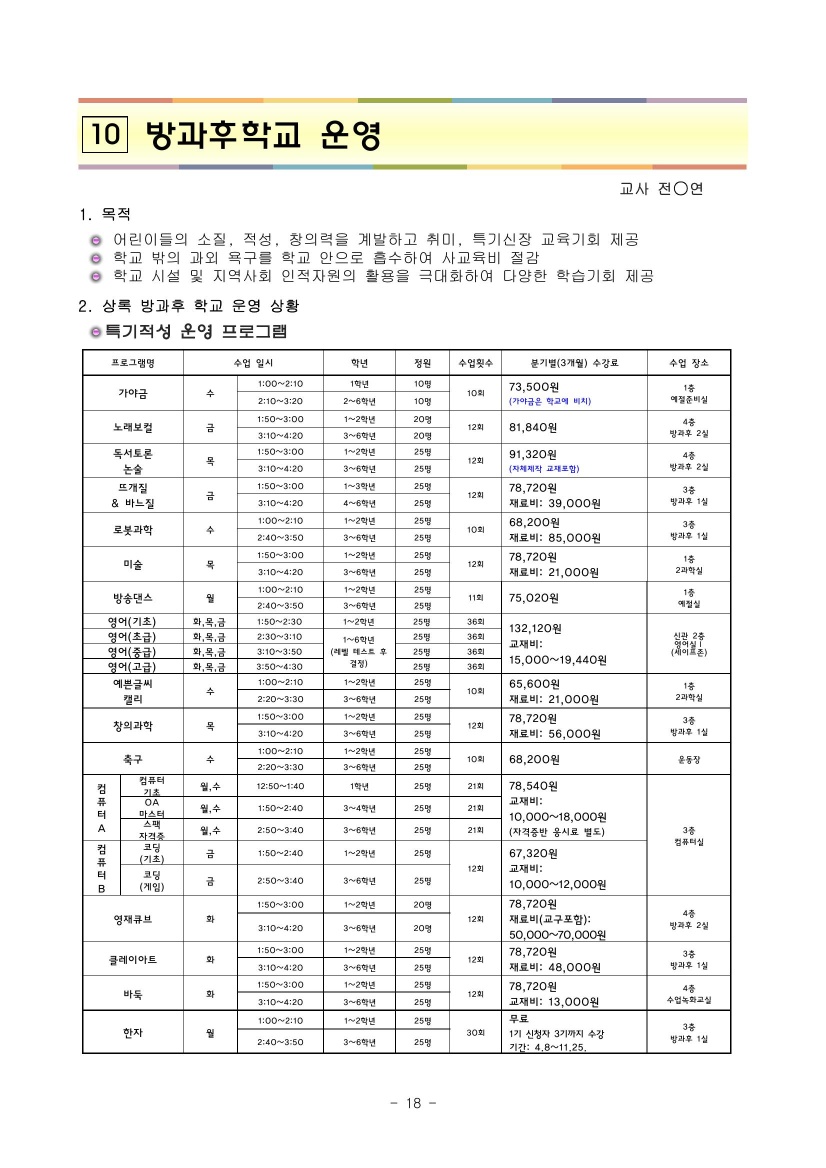 10 방과후학교 운영
교사 전○연
1. 목적
어린이들의 소질, 적성, 창의력을 계발하고 취미, 특기신장 교육기회 제공
학교 밖의 과외 욕구를 학교 안으로 흡수하여 사교육비 절감
학교 시설 및 지역사회 인적자원의 활용을 극대화하여 다양한 학습기회 제공
2. 상록 방과후 학교 운영 상황
특기적성 운영 프로그램
프로그램명 수업 일시 학년 정원 수업횟수 분기별(3개월) 수강료 수업 장소
가야금 수 1:00~2:10 1학년 10명 10회 73,500원 1층
2:10~3:20 2~6학년 10명 (가야금은 학교에 비치) 예절준비실
노래보컬 금 1:50~3:00 1~2학년 20명 12회 81,840원 4층
3:10~4:20 3~6학년 20명 방과후 2실
독서토론 목 1:50~3:00 1~2학년 25명 12회 91,320원 4층
논술 3:10~4:20 3~6학년 25명 (자체제작 교재포함) 방과후 2실
뜨개질 금 1:50~3:00 1~3학년 25명 12회 78,720원 3층
& 바느질 3:10~4:20 4~6학년 25명 재료비: 39,000원 방과후 1실
로봇과학 수 1:00~2:10 1~2학년 25명 10회 68,200원 3층
2:40~3:50 3~6학년 25명 재료비: 85,000원 방과후 1실
미술 목 1:50~3:00 1~2학년 25명 12회 78,720원 1층
3:10~4:20 3~6학년 25명 재료비: 21,000원 2과학실
방송댄스 월 1:00~2:10 1~2학년 25명 11회 75,020원 1층
2:40~3:50 3~6학년 25명 예절실
영어(기초) 화,목,금 1:50~2:30 1~2학년 25명 36회 132,120원 신관 2층
영어(초급) 화,목,금 2:30~3:10 1~6학년 25명 36회 교재비: 영어실Ⅰ
영어(중급) 화,목,금 3:10~3:50 (레벨 테스트 후 25명 36회 15,000~19,440원 (세이프존)
영어(고급) 화,목,금 3:50~4:30 결정) 25명 36회
예쁜글씨 수 1:00~2:10 1~2학년 25명 10회 65,600원 1층
캘리 2:20~3:30 3~6학년 25명 재료비: 21,000원 2과학실
창의과학 목 1:50~3:00 1~2학년 25명 12회 78,720원 3층
3:10~4:20 3~6학년 25명 재료비: 56,000원 방과후 1실
축구 수 1:00~2:10 1~2학년 25명 10회 68,200원 운동장
2:20~3:30 3~6학년 25명
컴퓨터A 컴퓨터 기초 월,수 12:50~1:40 1학년 25명 21회 78,540원 3층
OA 마스터 월,수 1:50~2:40 3~4학년 25명 21회 교재비: 10,000~18,000원 컴퓨터실
스팩 자격증 월,수 2:50~3:40 3~6학년 25명 21회 (자격증반 응시료 별도)
컴퓨터B 코딩 (기초) 금 1:50~2:40 1~2학년 25명 12회 67,320원
코딩 (게임) 금 2:50~3:40 3~6학년 25명 교재비: 10,000~12,000원
영재큐브 화 1:50~3:00 1~2학년 20명 12회 78,720원 4층
3:10~4:20 3~6학년 20명 재료비(교구포함): 방과후 2실
50,000~70,000원
클레이아트 화 1:50~3:00 1~2학년 25명 12회 78,720원 3층
3:10~4:20 3~6학년 25명 재료비: 48,000원 방과후 1실
바둑 화 1:50~3:00 1~2학년 25명 12회 78,720원 4층
3:10~4:20 3~6학년 25명 교재비: 13,000원 수업녹화교실
한자 월 1:00~2:10 1~2학년 25명 30회 무료 3층
2:40~3:50 3~6학년 25명 1기 신청자 3기까지 수강 방과후 1실
기간: 4.8~11.25.
- 18 -